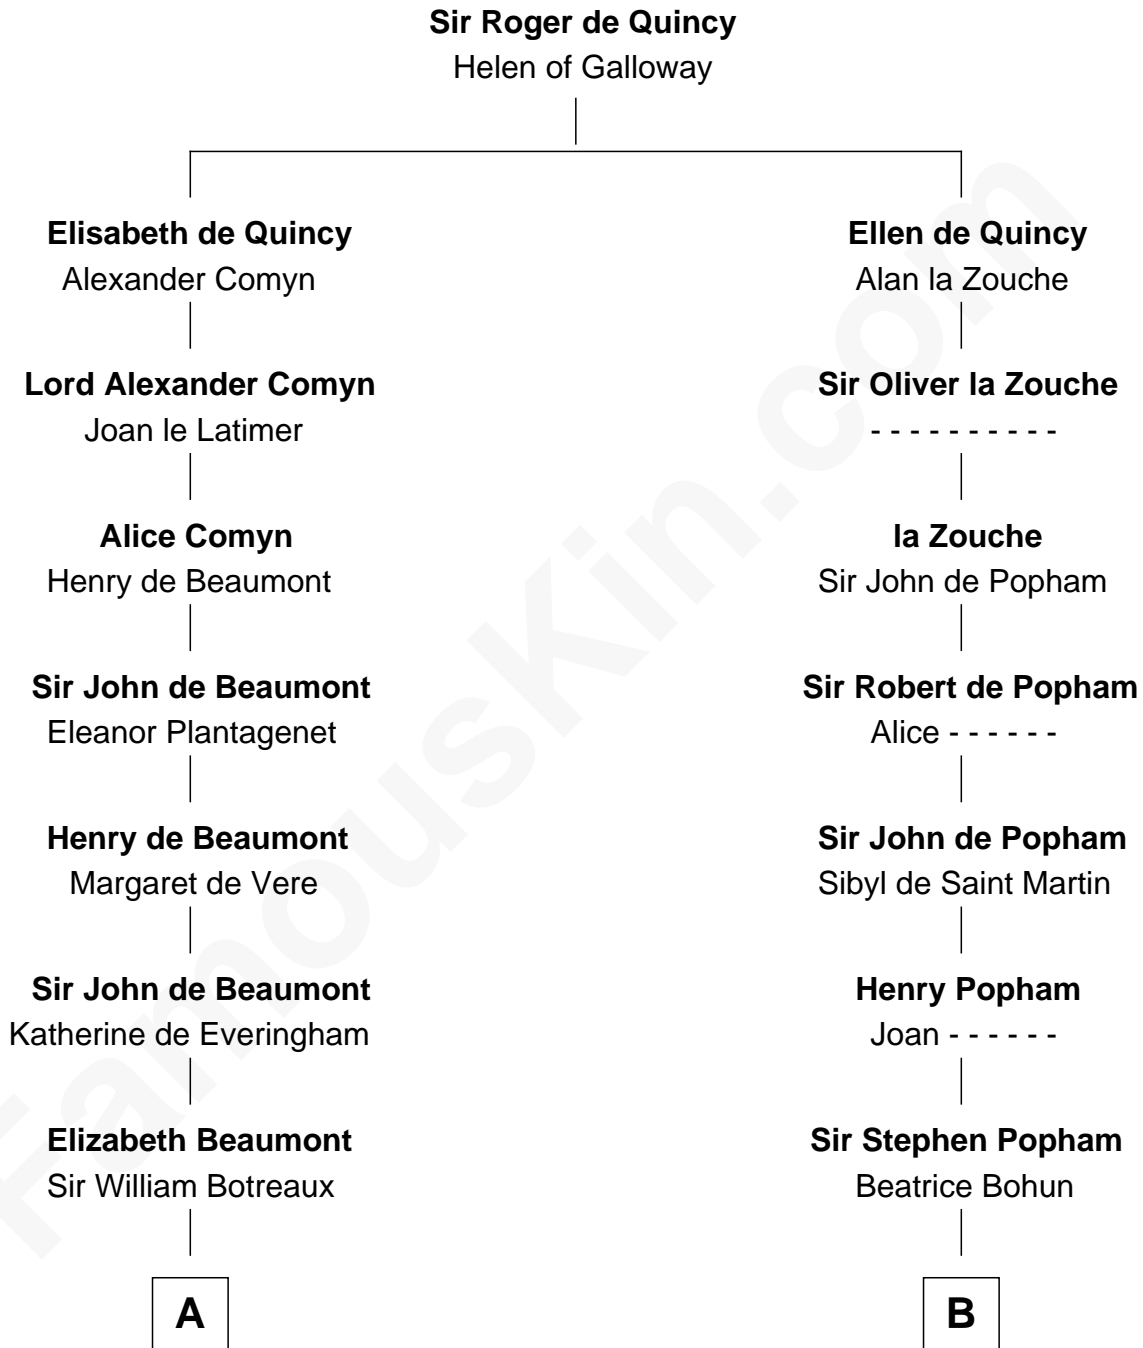 Sir Roger de Quincy
Helen of Galloway
Elisabeth de Quincy
Alexander Comyn
Ellen de Quincy
Alan la Zouche
Lord Alexander Comyn
Joan le Latimer
Sir Oliver la Zouche
- - - - - - - - - -
Alice Comyn
Henry de Beaumont
la Zouche
Sir John de Popham
Sir John de Beaumont
Eleanor Plantagenet
Sir Robert de Popham
Alice - - - - - -
Henry de Beaumont
Margaret de Vere
Sir John de Popham
Sibyl de Saint Martin
Sir John de Beaumont
Katherine de Everingham
Henry Popham
Joan - - - - - -
Elizabeth Beaumont
Sir William Botreaux
Sir Stephen Popham
Beatrice Bohun
A
B
FamousKin.com